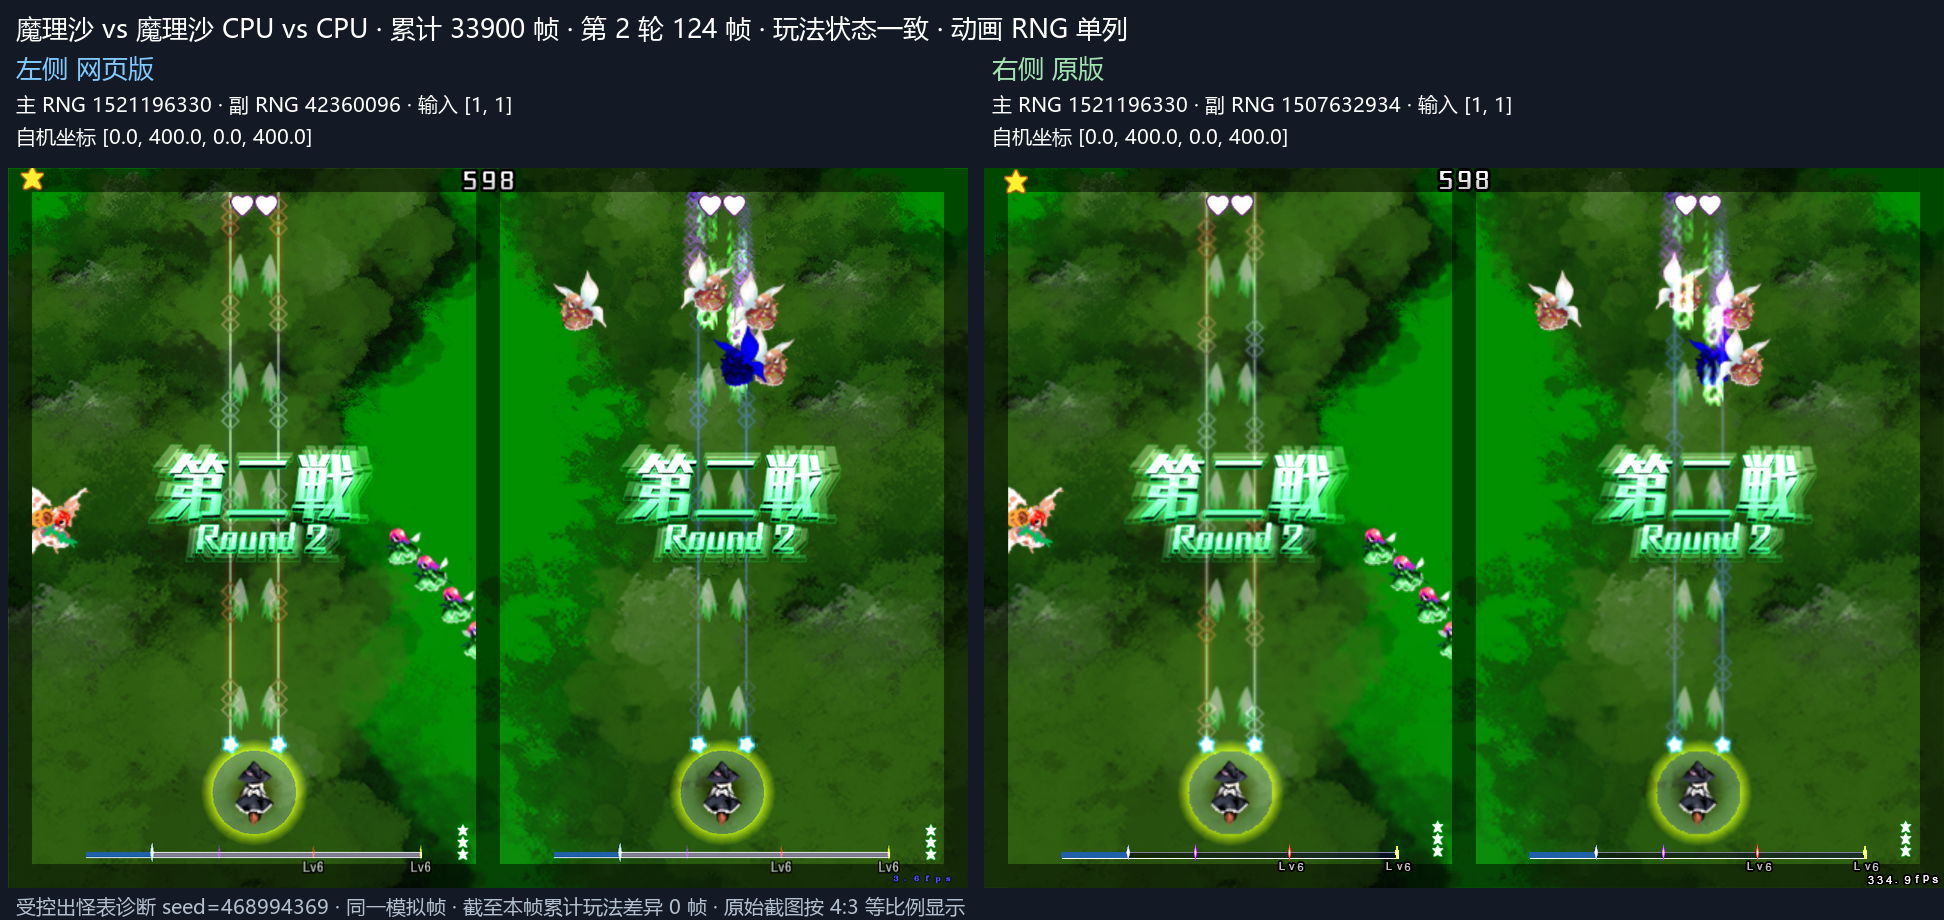 魔理沙 vs 魔理沙 CPU vs CPU · 累计 33900 帧 · 第 2 轮 124 帧 · 玩法状态一致 · 动画 RNG 单列
左侧 网页版
主 RNG 1521196330 · 副 RNG 42360096 · 输入 [1, 1]
自机坐标 [0.0, 400.0, 0.0, 400.0]
右侧 原版
主 RNG 1521196330 · 副 RNG 1507632934 · 输入 [1, 1]
自机坐标 [0.0, 400.0, 0.0, 400.0]
598
第二戦
Round 2
第二戦
Round 2
Lv6
Lv6
Lv6
Lv6
3.6fps
598
第二戦
Round 2
第二戦
Round 2
Lv6
Lv6
Lv6
Lv6
334.9fps
受控出怪表诊断 seed=468994369 · 同一模拟帧 · 截至本帧累计玩法差异 0 帧 · 原始截图按 4:3 等比例显示